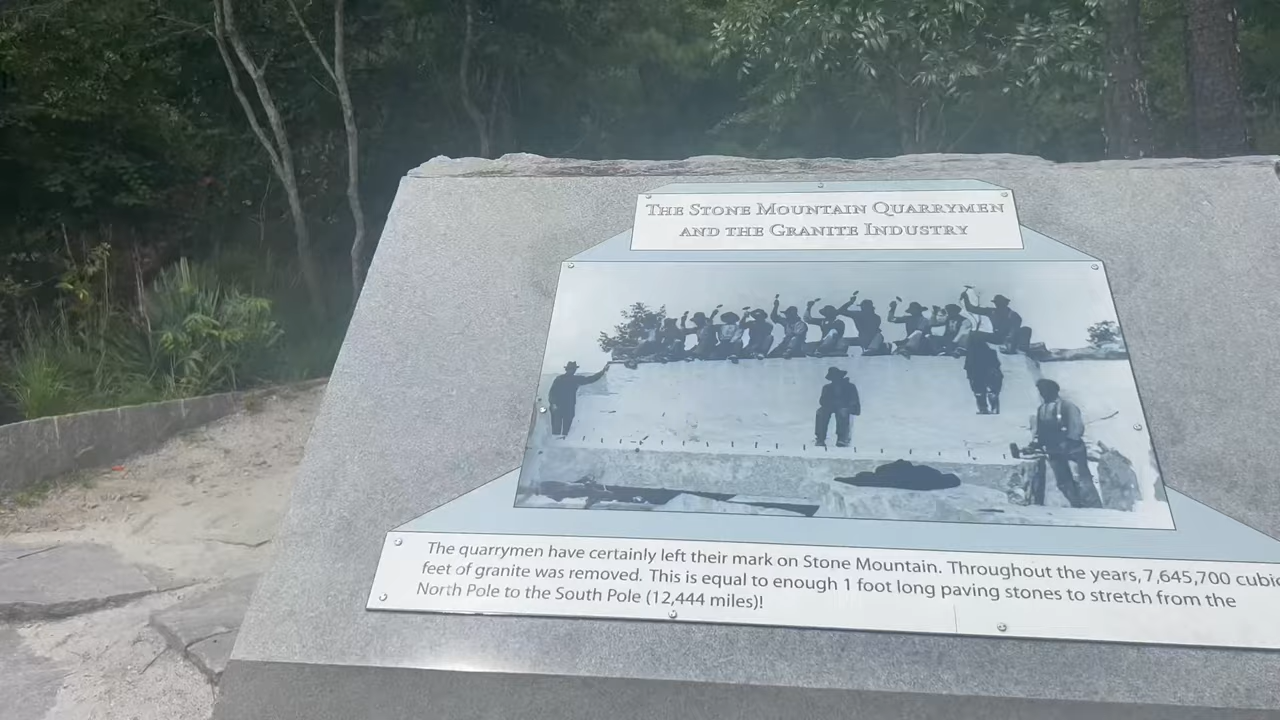 The Stone Mountain Quarrymen
and the Granite Industry
The quarrymen have certainly left their mark on Stone Mountain. Throughout the years, 7,645,700 cubic
feet of granite was removed. This is equal to enough 1 foot long paving stones to stretch from the
North Pole to the South Pole (12,444 miles)!